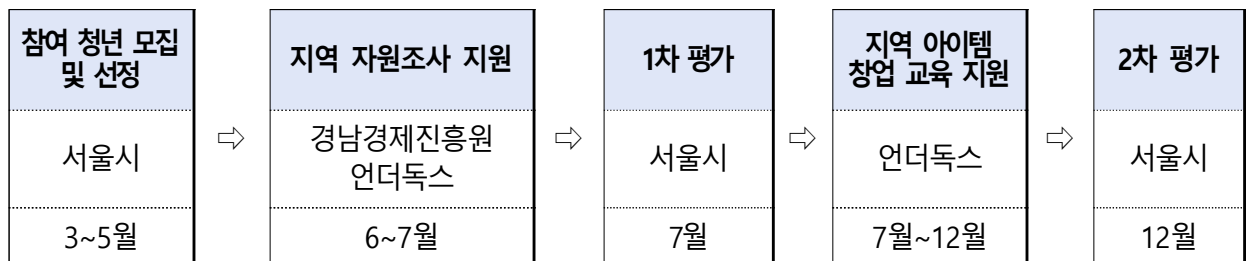 참여 청년 모집
및 선정
⇨
지역 자원조사 지원
⇨
1차 평가
⇨
지역 아이템
창업 교육 지원
⇨
2차 평가
서울시
경남경제진흥원
언더독스
서울시
언더독스
서울시
3~5월
6~7월
7월
7월~12월
12월